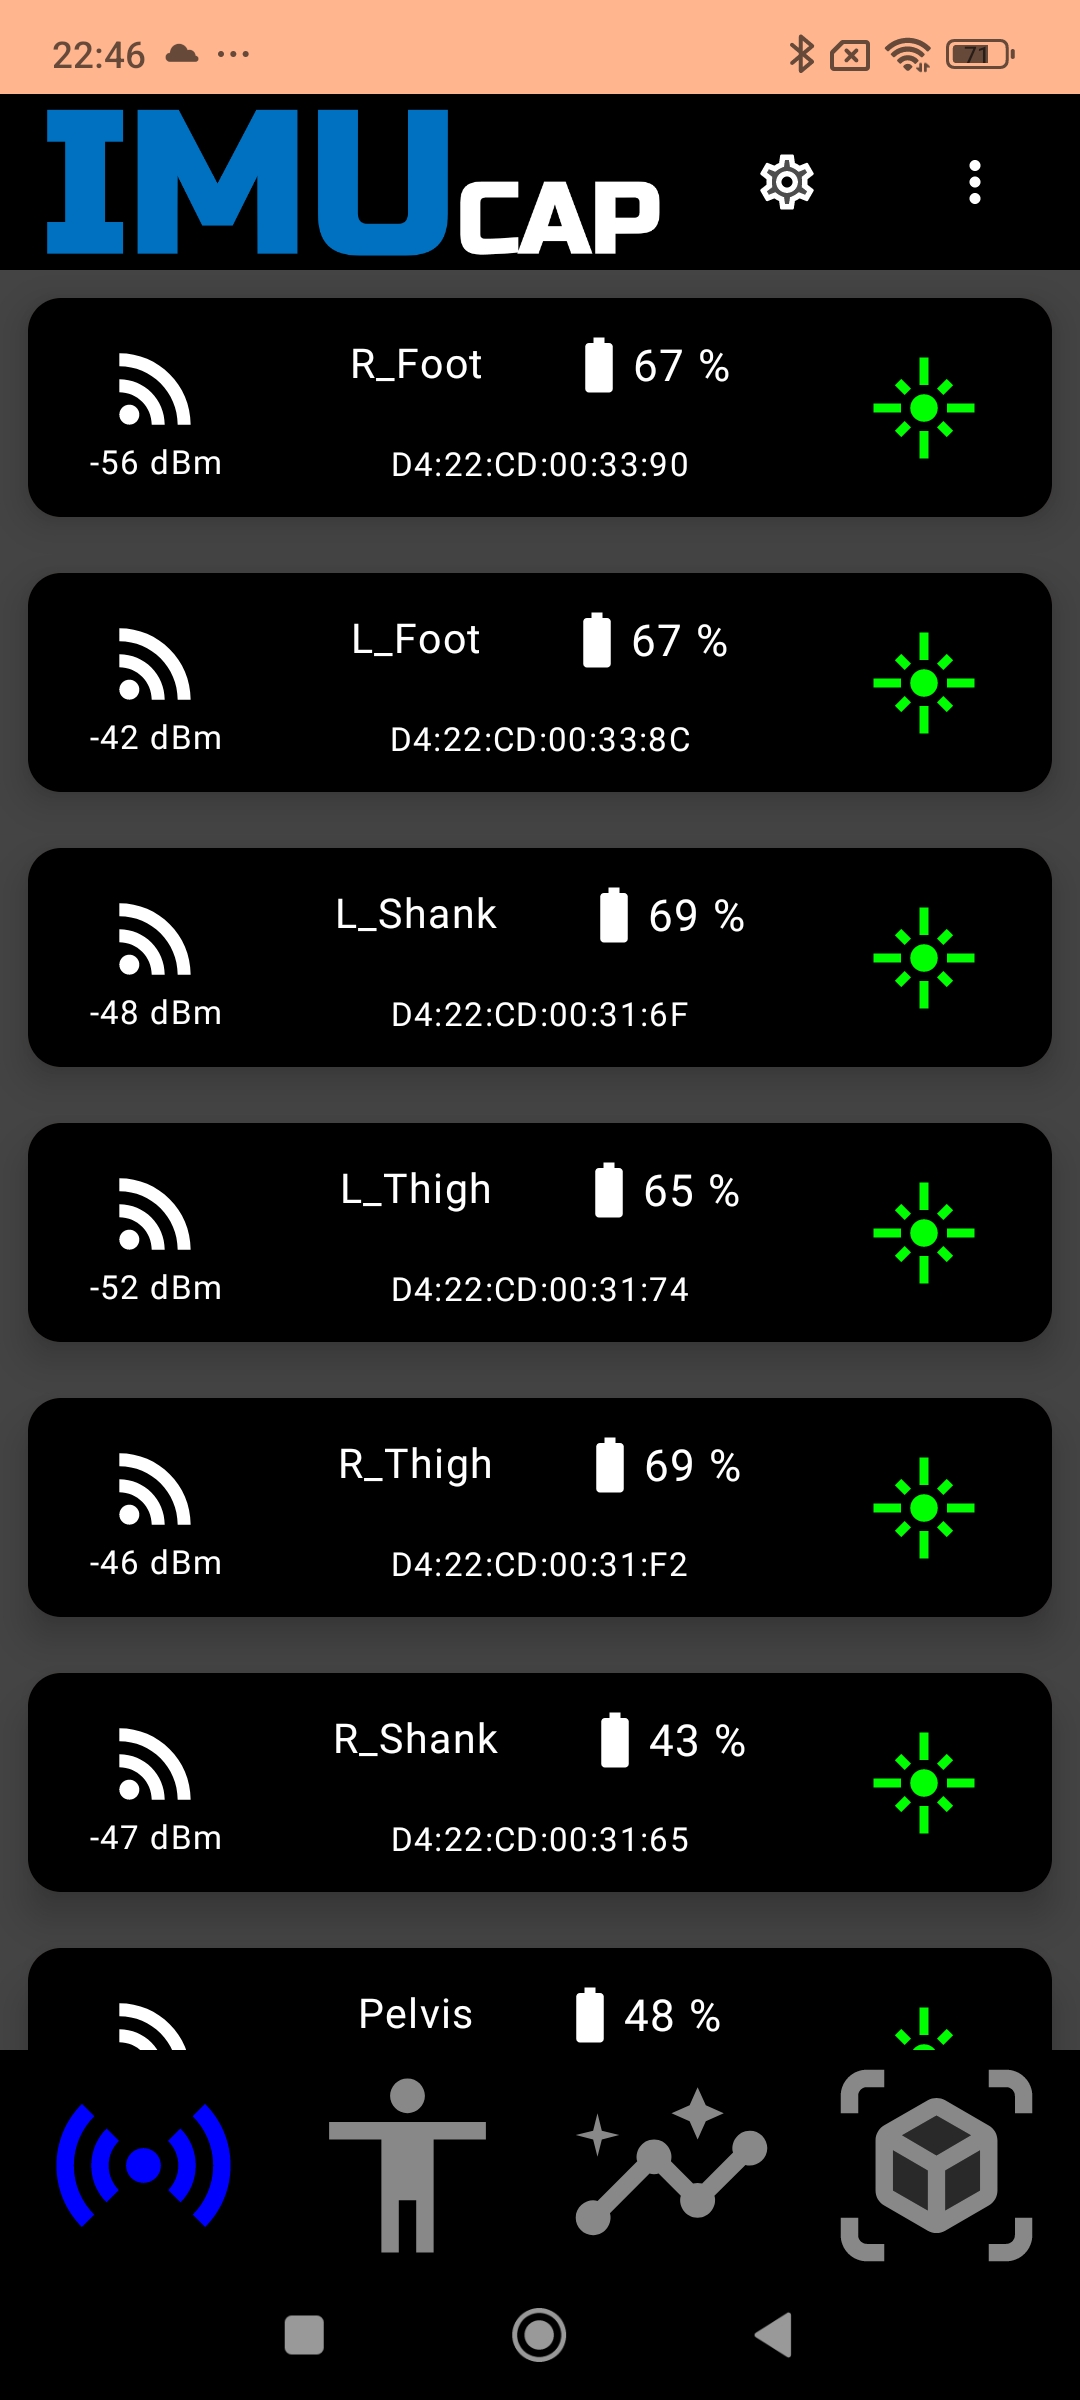 22:46
71
IMU CAP
R_Foot 67 %
-56 dBm D4:22:CD:00:33:90
L_Foot 67 %
-42 dBm D4:22:CD:00:33:8C
L_Shank 69 %
-48 dBm D4:22:CD:00:31:6F
L_Thigh 65 %
-52 dBm D4:22:CD:00:31:74
R_Thigh 69 %
-46 dBm D4:22:CD:00:31:F2
R_Shank 43 %
-47 dBm D4:22:CD:00:31:65
Pelvis 48 %